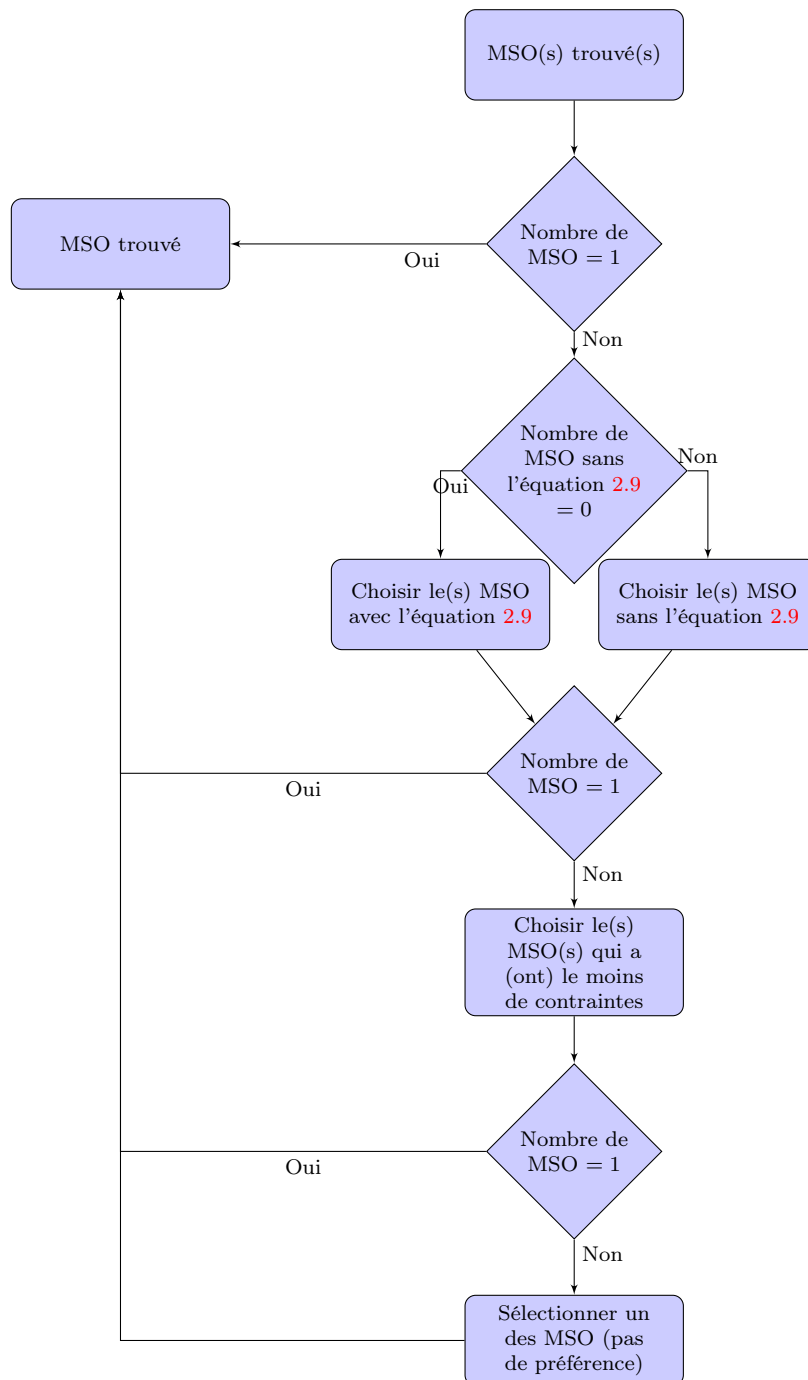 MSO(s) trouvé(s)
Nombre de
MSO = 1
MSO trouvé
Oui
Non
Nombre de
MSO sans
l'équation 2.9
= 0
Oui
Non
Choisir le(s) MSO
avec l'équation 2.9
Choisir le(s) MSO
sans l'équation 2.9
Nombre de
MSO = 1
Oui
Non
Choisir le(s)
MSO(s) qui a
(ont) le moins
de contraintes
Nombre de
MSO = 1
Oui
Non
Sélectionner un
des MSO (pas
de préférence)